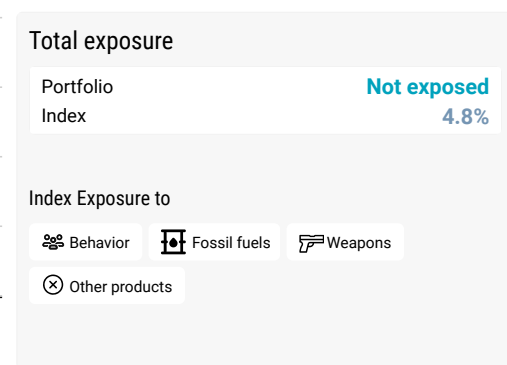 Total exposure
Portfolio Not exposed
Index 4.8%
Index Exposure to
Behavior Fossil fuels Weapons
Other products